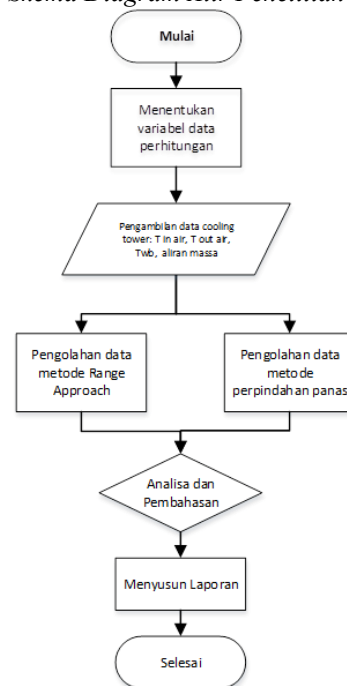 Skema Diagram Alir Penelitian
Mulai
Menentukan
variabel data
perhitungan
Pengambilan data cooling
tower: T in air, T out air,
Twb, aliran massa
Pengolahan data
metode Range
Approach
Pengolahan data
metode
perpindahan panas
Analisa dan
Pembahasan
Menyusun Laporan
Selesai